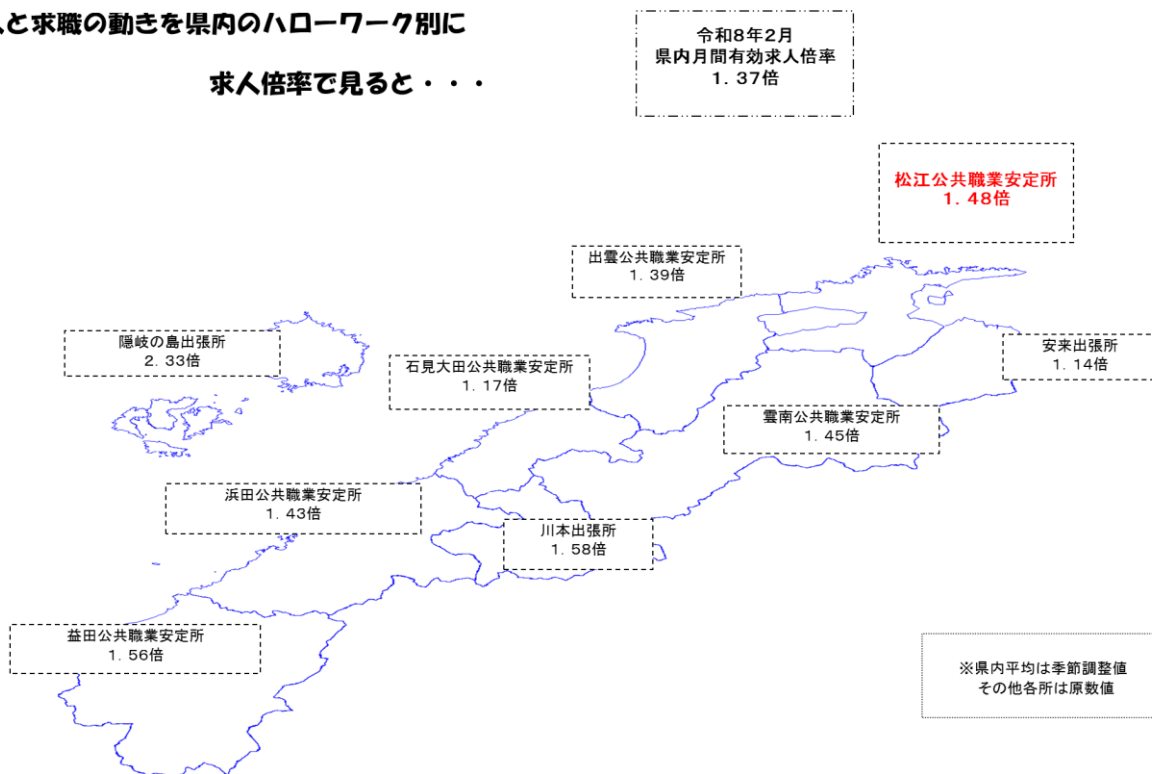 と求職の動きを県内のハローワーク別に
求人倍率で見ると・・・
令和8年2月
県内月間有効求人倍率
1．37倍
松江公共職業安定所
1．48倍
出雲公共職業安定所
1．39倍
隠岐の島出張所
2．33倍
石見大田公共職業安定所
1．17倍
安来出張所
1．14倍
雲南公共職業安定所
1．45倍
浜田公共職業安定所
1．43倍
川本出張所
1．58倍
益田公共職業安定所
1．56倍
※県内平均は季節調整値
その他各所は原数値